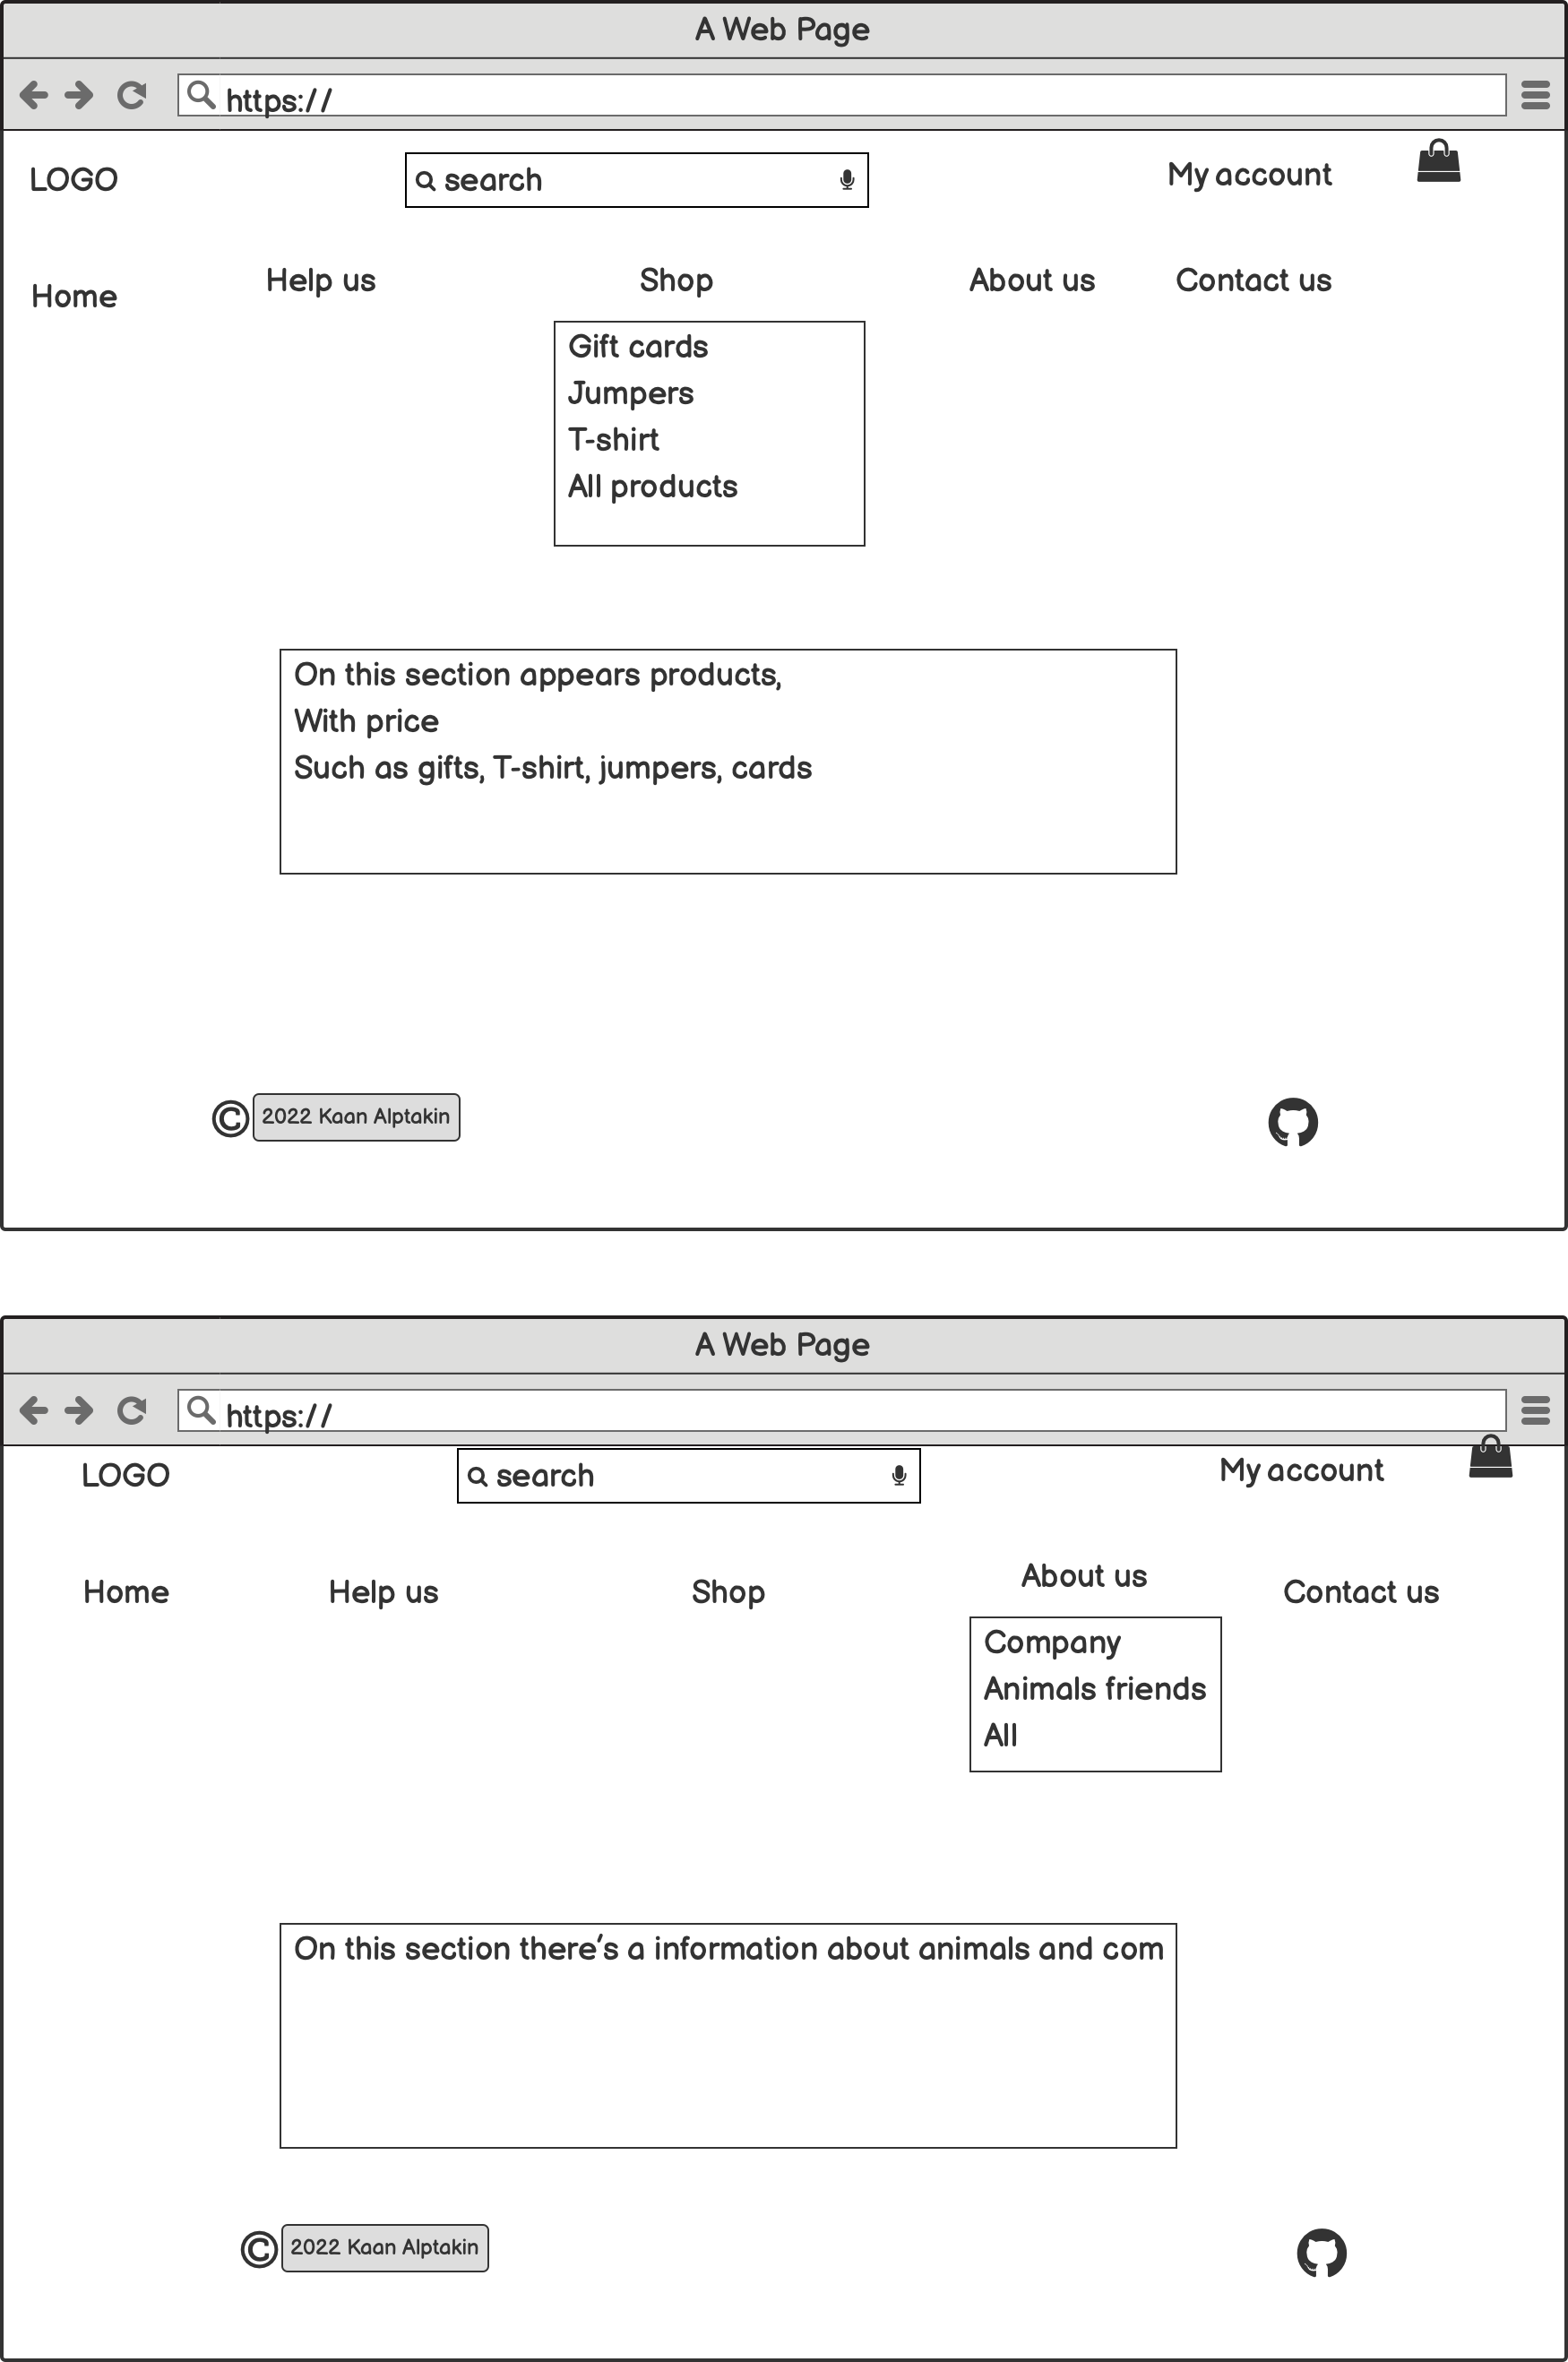 A Web Page
https://
LOGO
search
My account
Home
Help us
Shop
About us
Contact us
Gift cards
Jumpers
T-shirt
All products
On this section appears products,
With price
Such as gifts, T-shirt, jumpers, cards
© 2022 Kaan Alptakin
A Web Page
https://
LOGO
search
My account
Home
Help us
Shop
About us
Contact us
Company
Animals friends
All
On this section there's a information about animals and com
© 2022 Kaan Alptakin